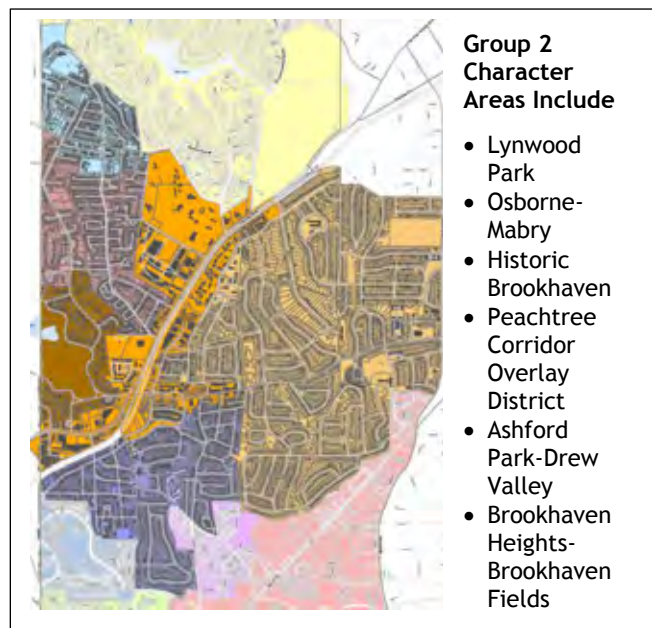 Group 2
Character
Areas Include
• Lynwood
Park
• Osborne-
Mabry
• Historic
Brookhaven
• Peachtree
Corridor
Overlay
District
• Ashford
Park-Drew
Valley
• Brookhaven
Heights-
Brookhaven
Fields